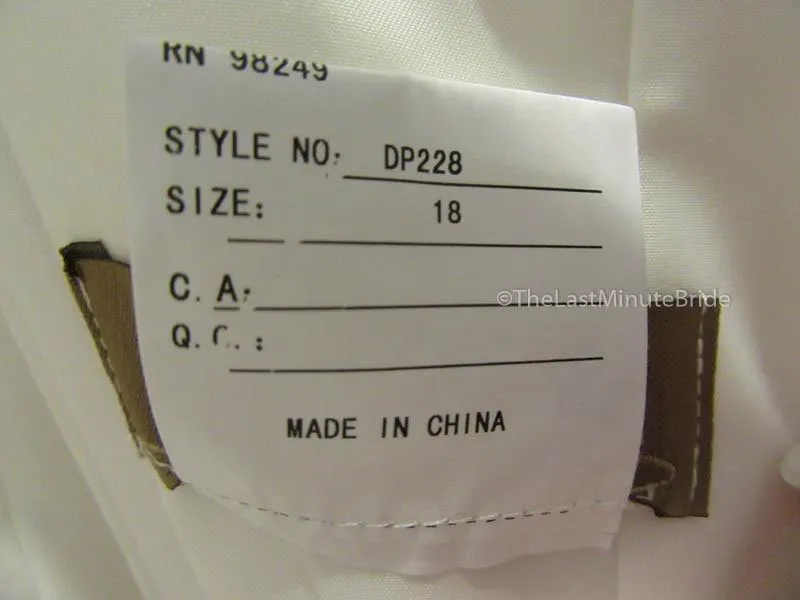 RN 98249
STYLE NO: DP228
SIZE: 18
C. A:
Q. C. :
MADE IN CHINA
©TheLastMinuteBride